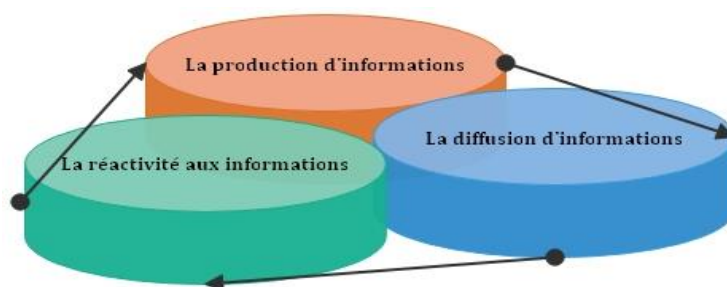 La production d'informations
La diffusion d'informations
La réactivité aux informations